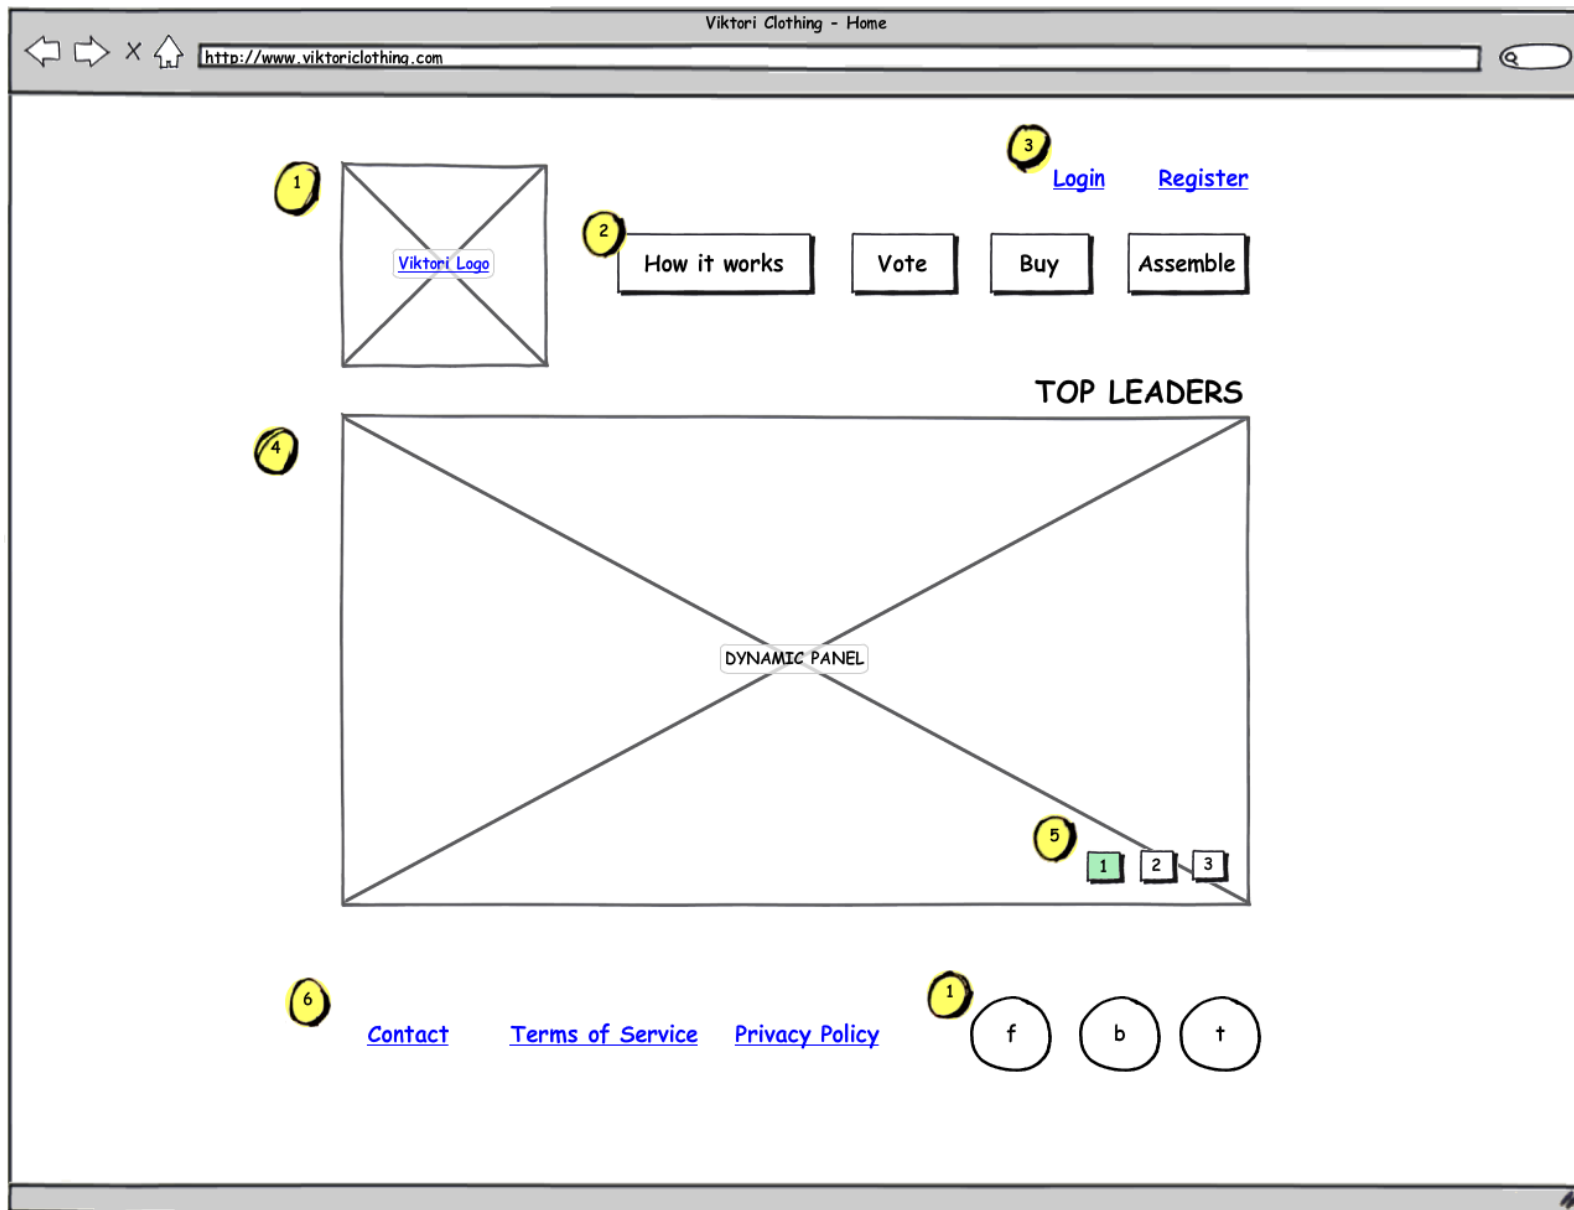 Viktori Clothing - Home
http://www.viktoriclothing.com
3
Login Register
1
Viktori Logo
2
How it works Vote Buy Assemble
TOP LEADERS
4
DYNAMIC PANEL
5
1 2 3
6
Contact Terms of Service Privacy Policy
1
f b t